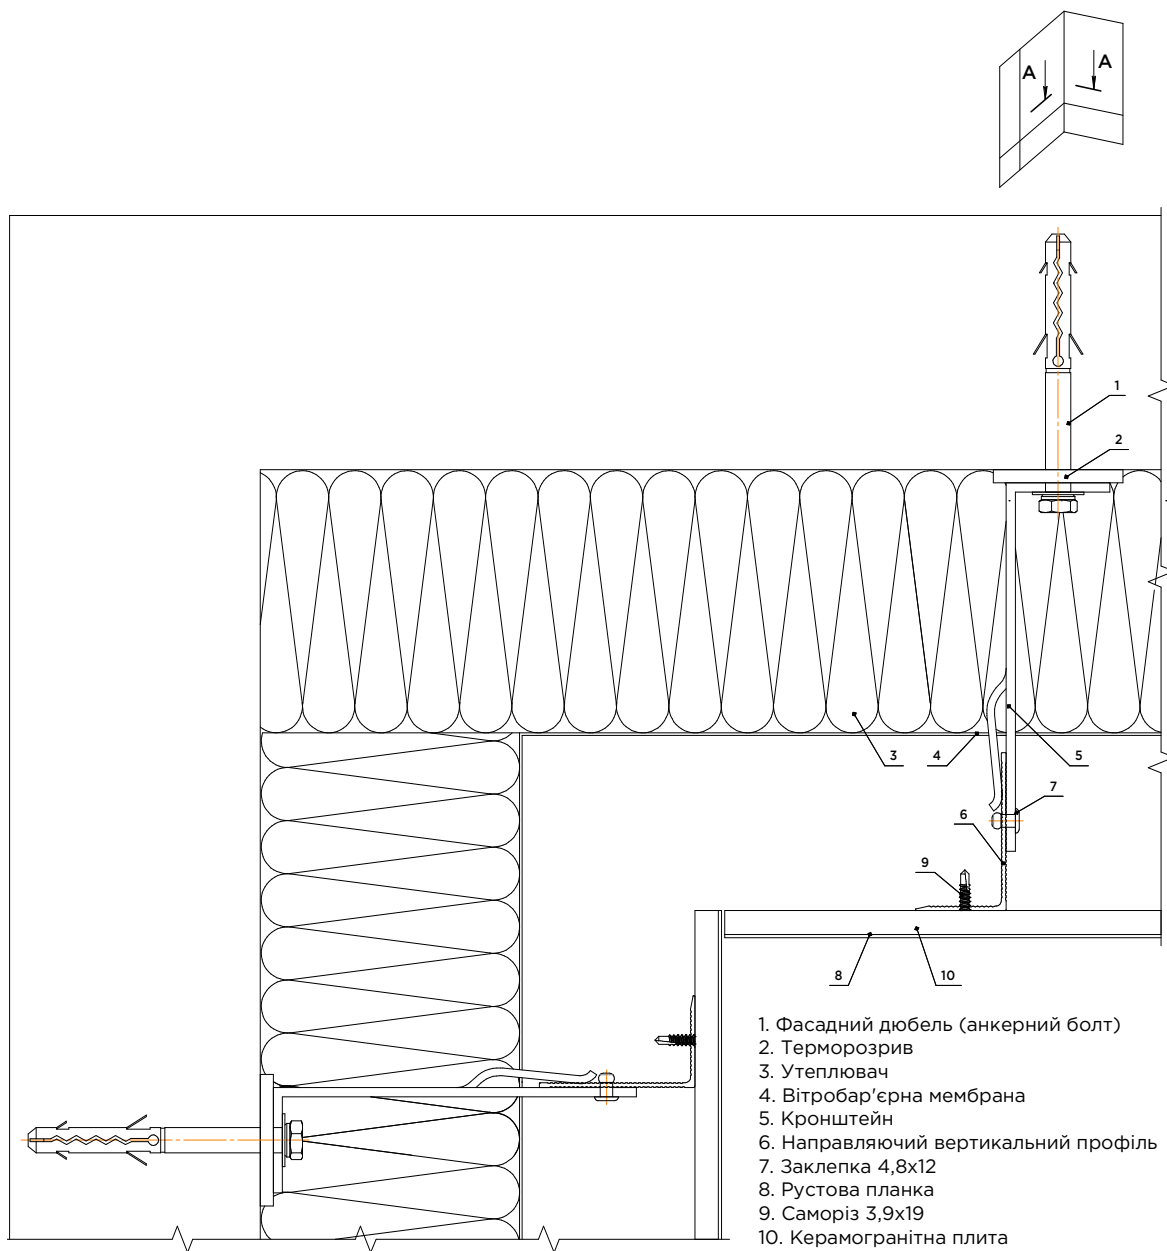 A
A
1
2
3
4
5
7
6
9
8
10
1. Фасадний дюбель (анкерний болт)
2. Терморозрив
3. Утеплювач
4. Вітробар'єрна мембрана
5. Кронштейн
6. Направляючий вертикальний профіль
7. Заклепка 4,8х12
8. Рустова планка
9. Саморіз 3,9х19
10. Керамогранітна плита